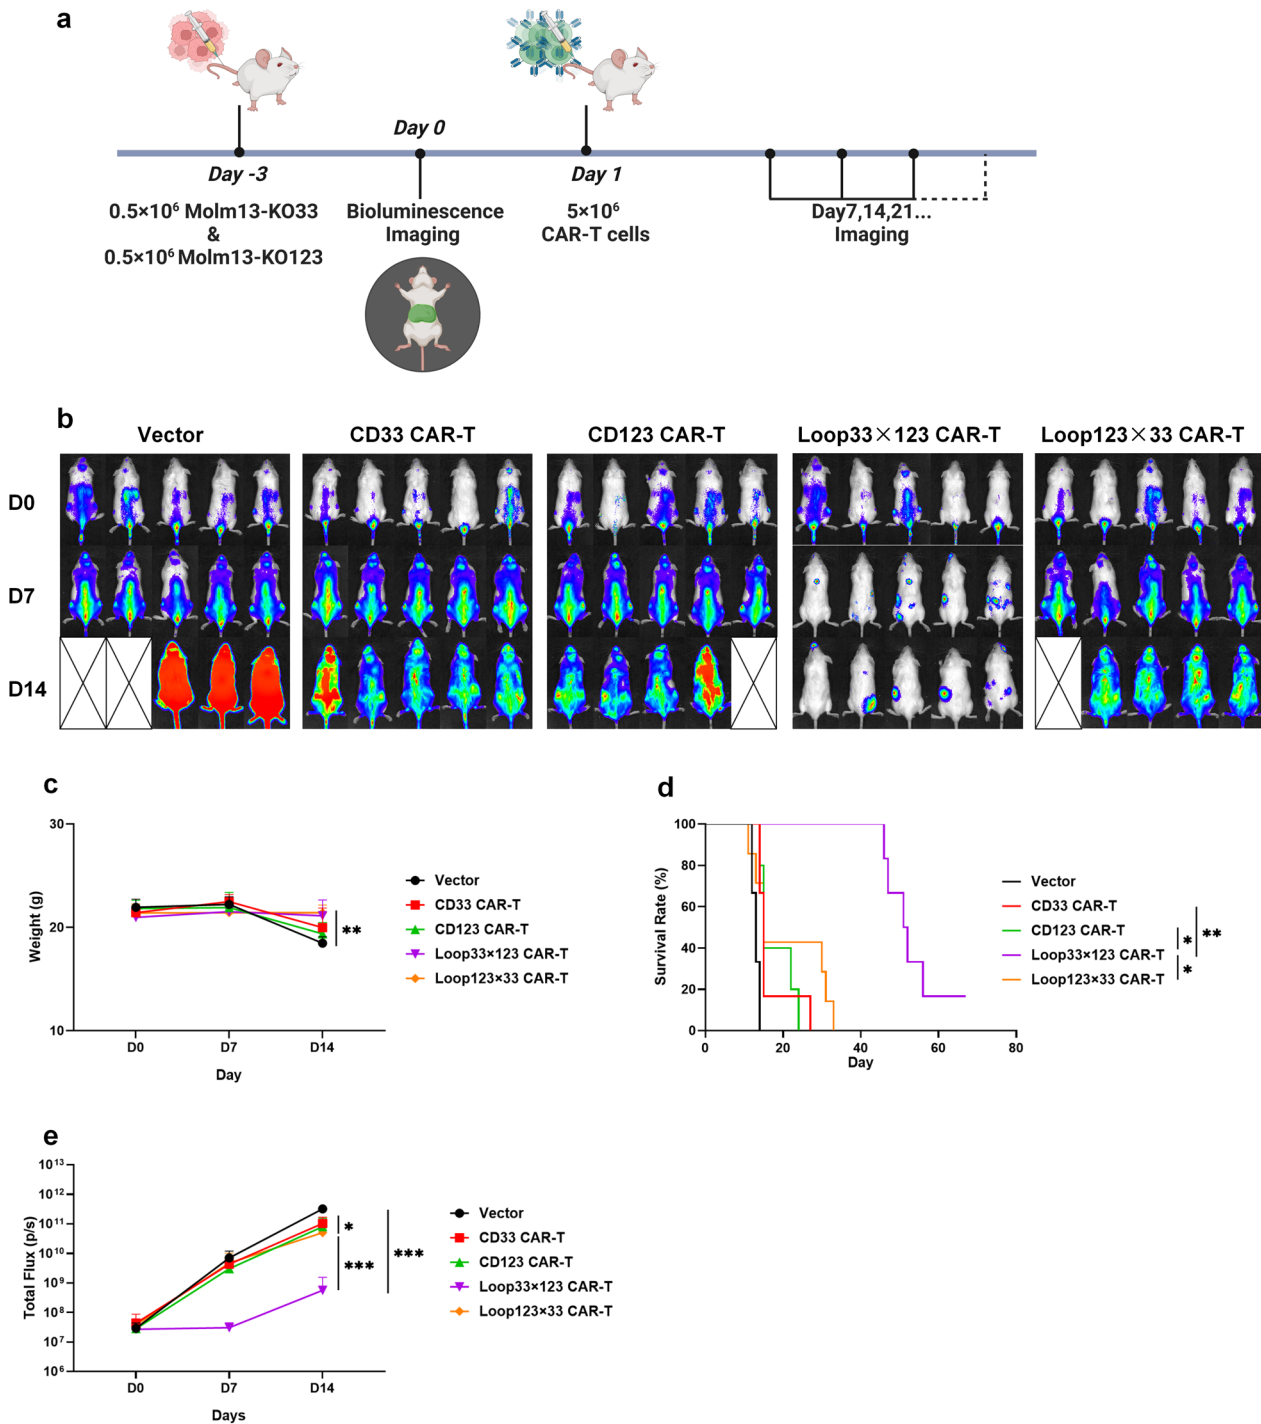 a
Day 0
Day -3
Day 1
0.5×10⁶ Molm13-KO33
&
0.5×10⁶ Molm13-KO123
Bioluminescence
Imaging
5×10⁶
CAR-T cells
Day7,14,21...
Imaging
b
Vector
CD33 CAR-T
CD123 CAR-T
Loop33×123 CAR-T
Loop123×33 CAR-T
D0
D7
D14
c
30
20
10
Weight (g)
D0
D7
D14
Day
Vector
CD33 CAR-T
CD123 CAR-T
Loop33×123 CAR-T
Loop123×33 CAR-T
**
d
100
80
60
40
20
0
Survival Rate (%)
0
20
40
60
80
Day
Vector
CD33 CAR-T
CD123 CAR-T
Loop33×123 CAR-T
Loop123×33 CAR-T
*
**
*
e
10¹³
10¹²
10¹¹
10¹⁰
10⁹
10⁸
10⁷
10⁶
Total Flux (p/s)
D0
D7
D14
Days
*
***
***
Vector
CD33 CAR-T
CD123 CAR-T
Loop33×123 CAR-T
Loop123×33 CAR-T